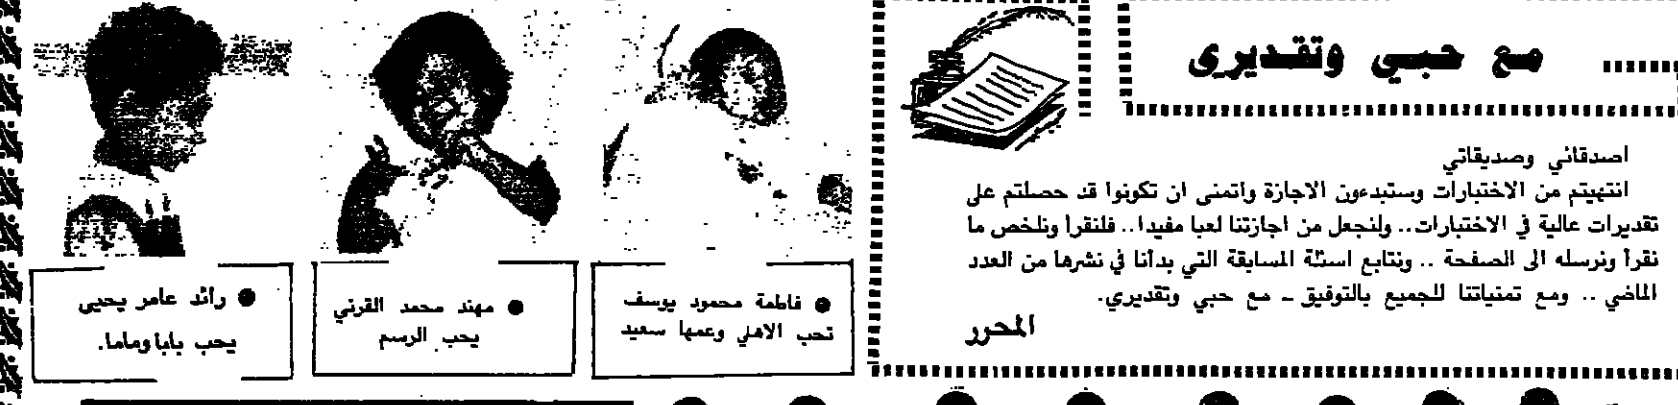 مع حبي وتقديرى
اصدقائي وصديقاتي
انتهيتم من الاختبارات وستبدءون الاجازة واتمنى ان تكونوا قد حصلتم على
تقديرات عالية في الاختبارات.. ولنجعل من اجازتنا لعبا مفيدا.. فلنقرأ ونلخص ما
نقرأ ونرسله الى الصفحة .. ونتابع اسئلة المسابقة التي بدأنا في نشرها من العدد
الماضي .. ومع تمنياتنا للجميع بالتوفيق ـ مع حبي وتقديري.
المحرر
● فاطمة محمود يوسف
تحب الاهلي وعمها سعيد
● مهند محمد القرني
يحب الرسم
● رائد عامر يحيى
يحب بابا وماما.